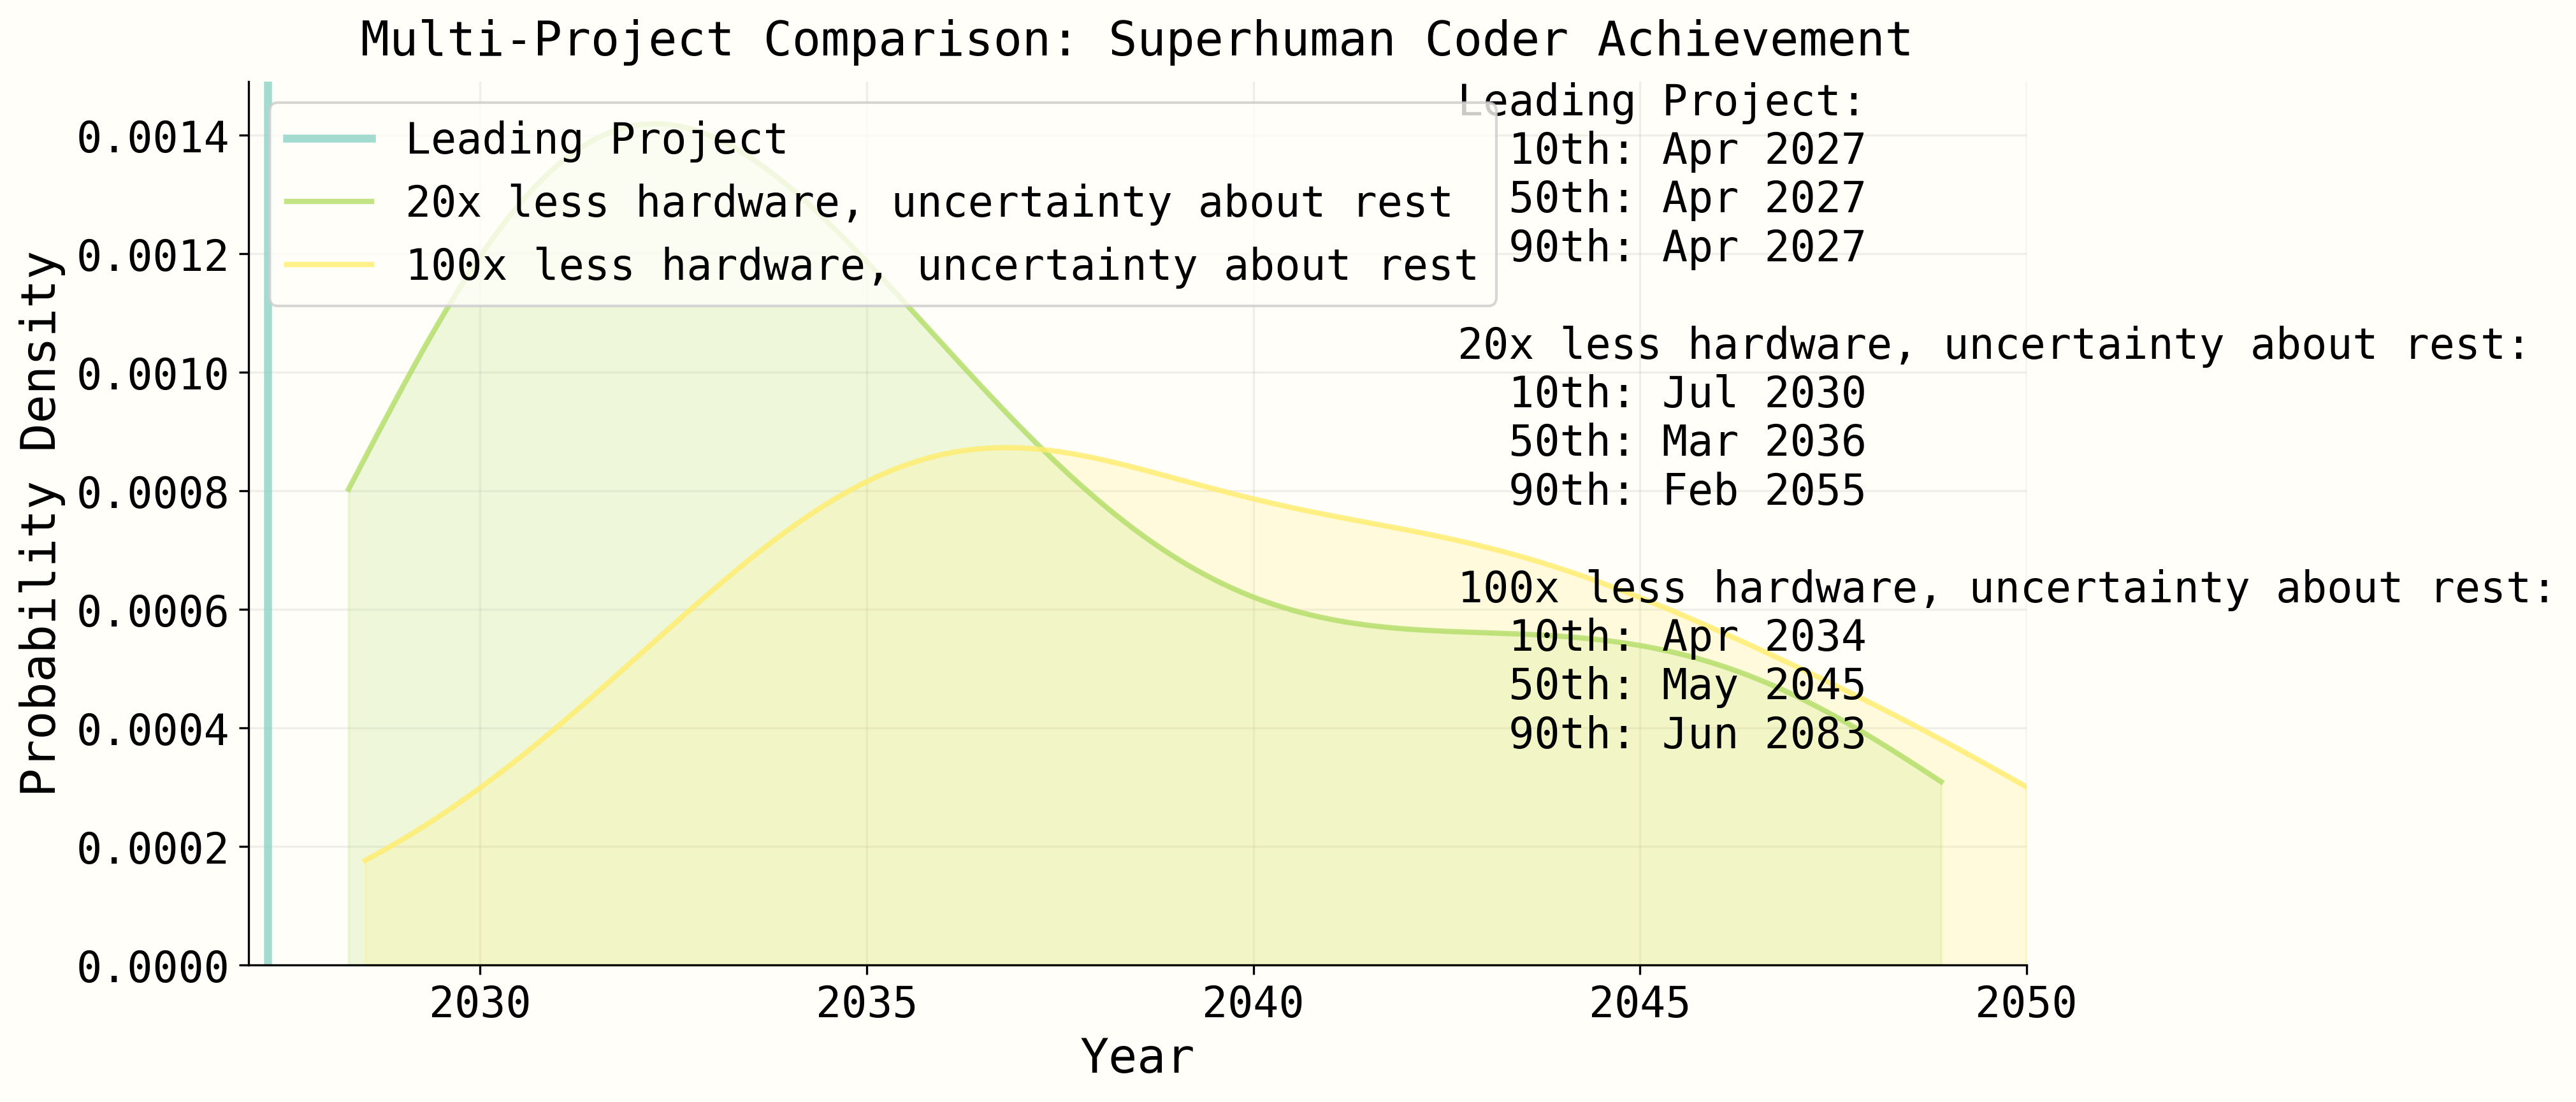 Multi-Project Comparison: Superhuman Coder Achievement
Leading Project
20x less hardware, uncertainty about rest
100x less hardware, uncertainty about rest
Leading Project:
10th: Apr 2027
50th: Apr 2027
90th: Apr 2027
20x less hardware, uncertainty about rest:
10th: Jul 2030
50th: Mar 2036
90th: Feb 2055
100x less hardware, uncertainty about rest:
10th: Apr 2034
50th: May 2045
90th: Jun 2083
Probability Density
0.0014
0.0012
0.0010
0.0008
0.0006
0.0004
0.0002
0.0000
2030 2035 2040 2045 2050
Year